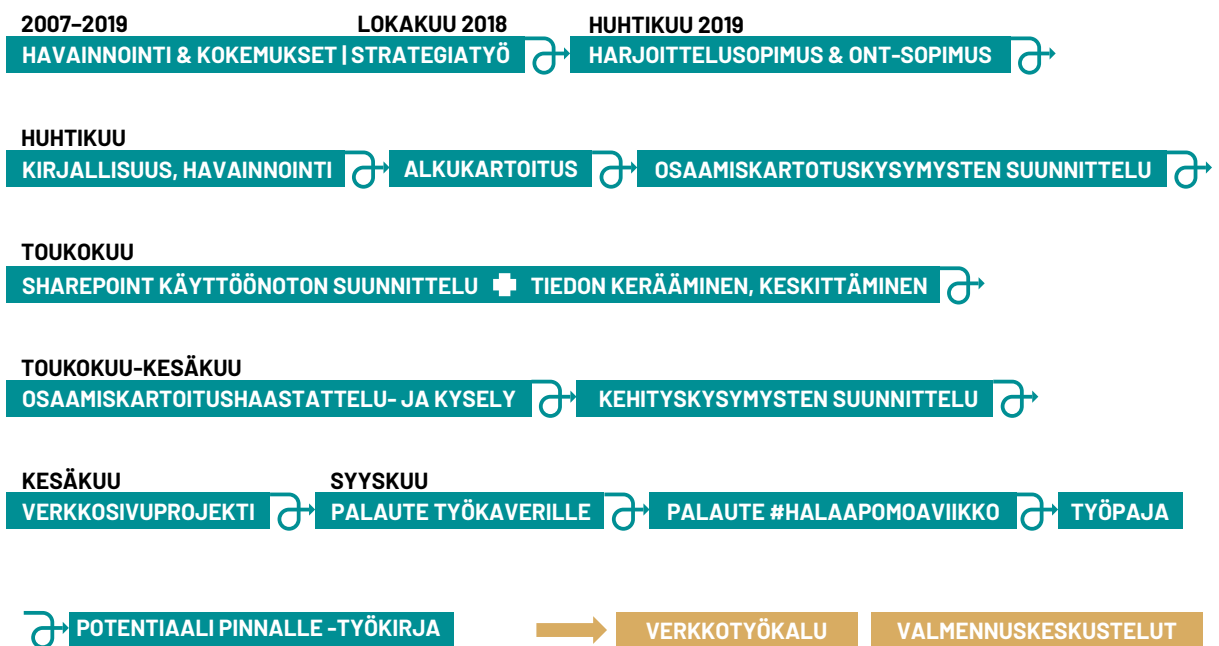 2007–2019 LOKAKUU 2018 HUHTIKUU 2019
HAVAINNOINTI & KOKEMUKSET | STRATEGIATYÖ HARJOITTELUSOPIMUS & ONT-SOPIMUS
HUHTIKUU
KIRJALLISUUS, HAVAINNOINTI ALKUKARTOITUS OSAAMISKARTOTUSKYSYMYSTEN SUUNNITTELU
TOUKOKUU
SHAREPOINT KÄYTTÖÖNOTON SUUNNITTELU + TIEDON KERÄÄMINEN, KESKITTÄMINEN
TOUKOKUU-KESÄKUU
OSAAMISKARTOITUSHAASTATTELU- JA KYSELY KEHITYSKYSYMYSTEN SUUNNITTELU
KESÄKUU SYYSKUU
VERKKOSIVUPROJEKTI PALAUTE TYÖKAVERILLE PALAUTE #HALAAPOMOAVIIKKO TYÖPAJA
POTENTIAALI PINNALLE -TYÖKIRJA VERKKOTYÖKALU VALMENNUSKESKUSTELUT